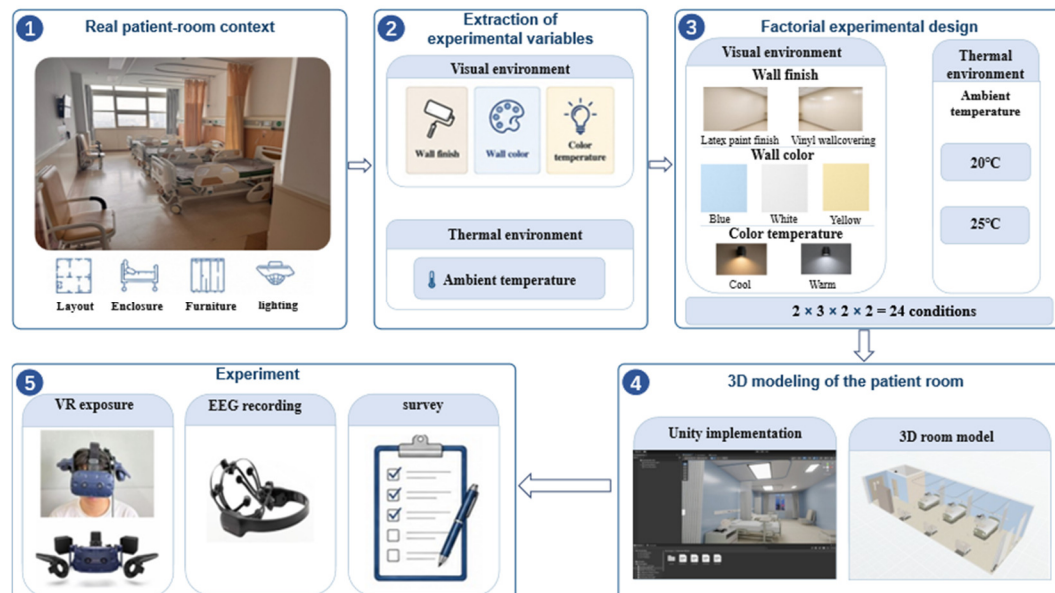 1
Real patient-room context
Layout
Enclosure
Furniture
lighting
2
Extraction of
experimental variables
Visual environment
Wall finish
Wall color
Color
temperature
Thermal environment
Ambient temperature
3
Factorial experimental design
Visual environment
Wall finish
Latex paint finish
Vinyl wallcovering
Wall color
Blue
White
Yellow
Color temperature
Cool
Warm
Thermal
environment
Ambient
temperature
20°C
25°C
2 × 3 × 2 × 2 = 24 conditions
4
3D modeling of the patient room
Unity implementation
3D room model
5
Experiment
VR exposure
EEG recording
survey